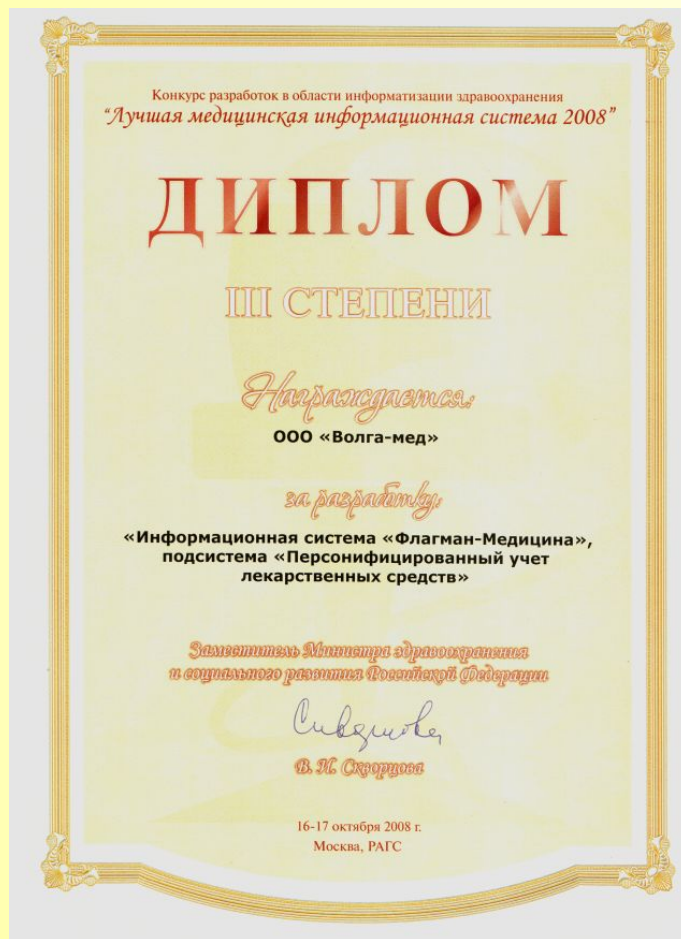 Конкурс разработок в области информатизации здравоохранения
“Лучшая медицинская информационная система 2008”
ДИПЛОМ
III СТЕПЕНИ
Награждается:
ООО «Волга-мед»
за разработку:
«Информационная система «Флагман-Медицина»,
подсистема «Персонифицированный учет
лекарственных средств»
Заместитель Министра здравоохранения
и социального развития Российской Федерации
В. И. Скворцова
16-17 октября 2008 г.
Москва, РАГС